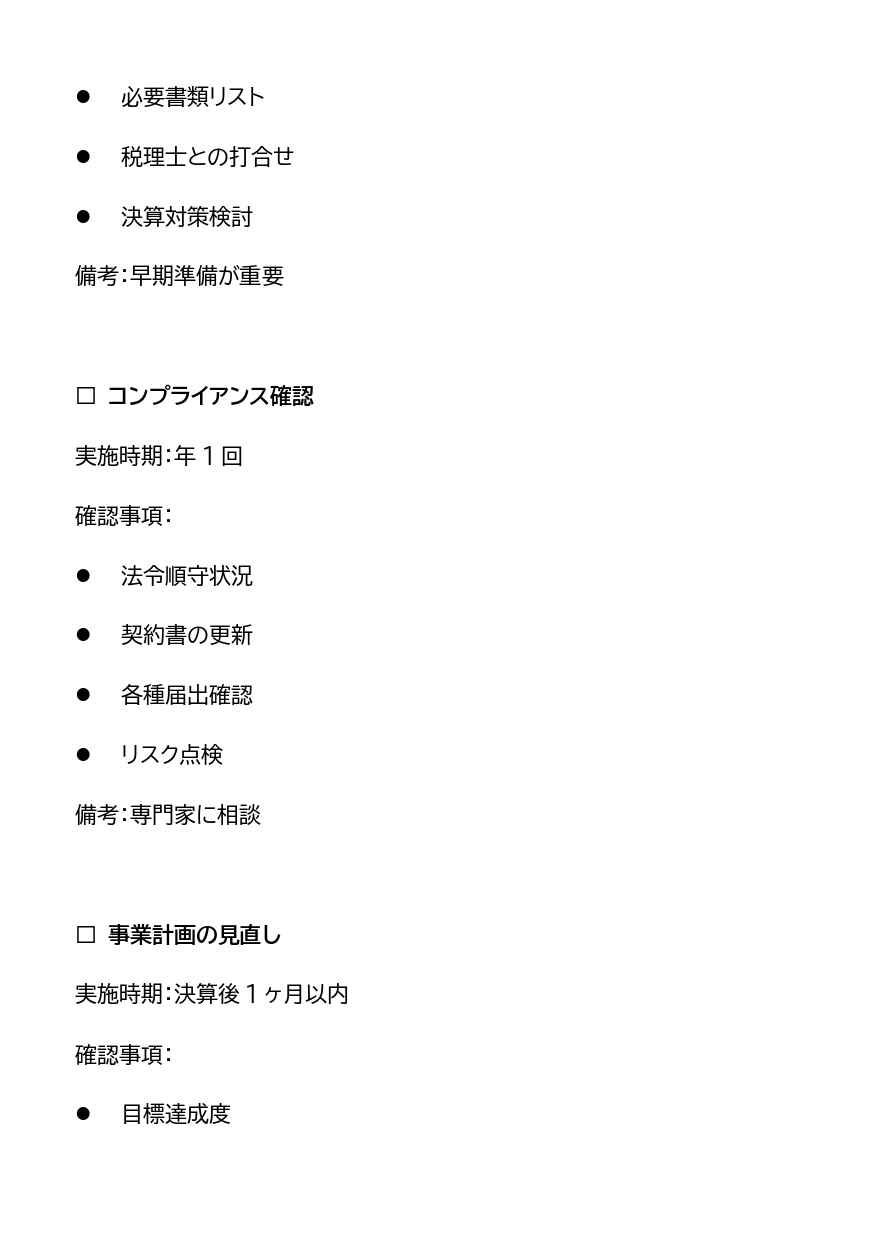 ● 必要書類リスト
● 税理士との打合せ
● 決算対策検討
備考：早期準備が重要
□ コンプライアンス確認
実施時期：年1回
確認事項：
● 法令順守状況
● 契約書の更新
● 各種届出確認
● リスク点検
備考：専門家に相談
□ 事業計画の見直し
実施時期：決算後1ヶ月以内
確認事項：
● 目標達成度